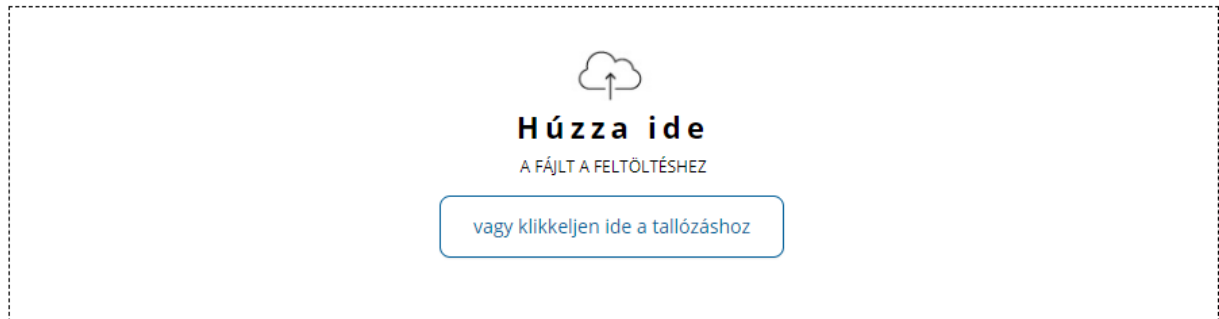 Húzza ide
A FÁJLT A FELTÖLTÉSHEZ
vagy klikkeljen ide a tallózáshoz